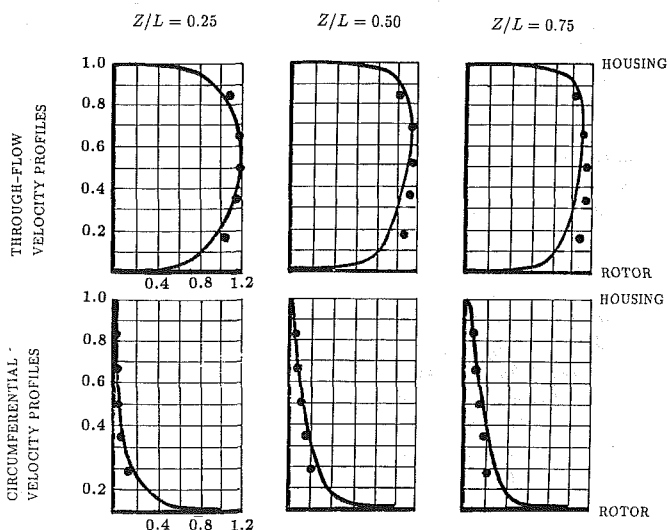 Z/L = 0.25
Z/L = 0.50
Z/L = 0.75
THROUGH-FLOW
VELOCITY PROFILES
1.0
0.8
0.6
0.4
0.2
0.4
0.8
1.2
HOUSING
ROTOR
CIRCUMFERENTIAL
VELOCITY PROFILES
1.0
0.8
0.6
0.4
0.2
0.4
0.8
1.2
HOUSING
ROTOR